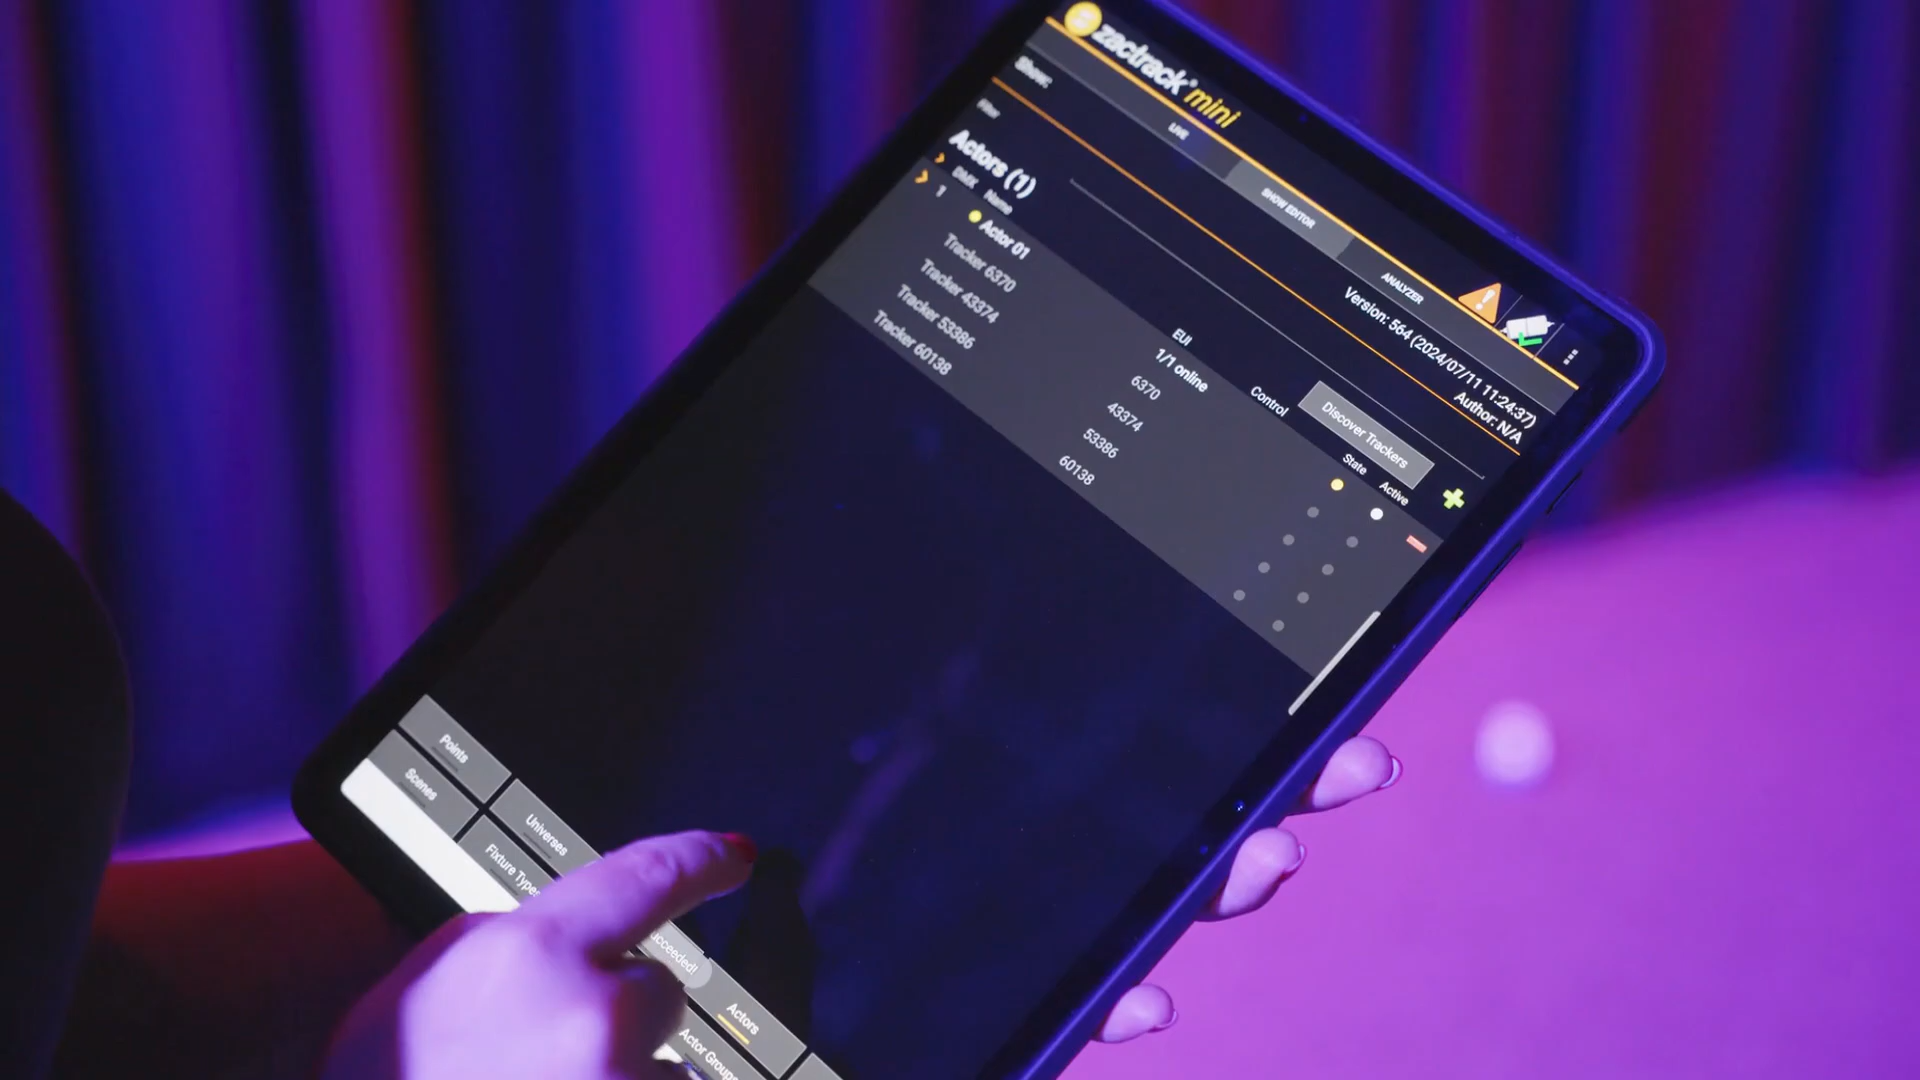 zactrack mini
LIVE
SHOW EDITOR
ANALYZER
Show:
Version: 564 (2024/07/11 11:24:37)
Author: N/A
Filter
Actors (1)
Discover Trackers
DMX Name EUI Control State Active
1 Actor 01 1/1 online
Tracker 6370 6370
Tracker 43374 43374
Tracker 53386 53386
Tracker 60138 60138
Points
Universes
Actors
Scenes
Fixture Types
Actor Groups
ucceeded!